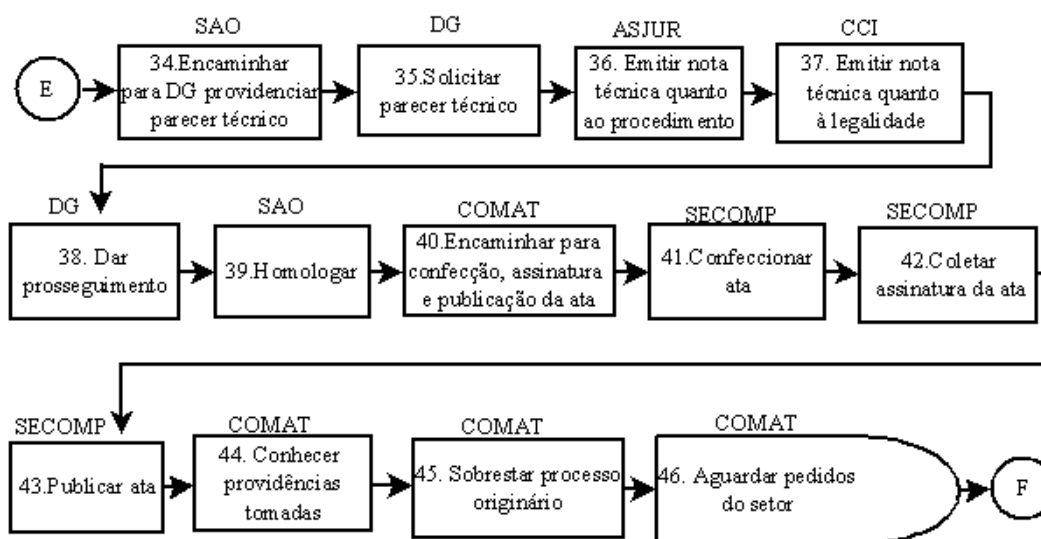 SAO
DG
ASJUR
CCI
E
34.Encaminhar
para DG providenciar
parecer técnico
35.Solicitar
parecer técnico
36. Emitir nota
técnica quanto
ao procedimento
37. Emitir nota
técnica quanto
à legalidade
DG
SAO
COMAT
SECOMP
SECOMP
38. Dar
prosseguimento
39.Homologar
40.Encaminhar para
confecção, assinatura
e publicação da ata
41.Confeccionar
ata
42.Coletar
assinatura da ata
SECOMP
COMAT
COMAT
COMAT
43.Publicar ata
44. Conhecer
providências
tomadas
45. Sobrestar processo
originário
46. Aguardar pedidos
do setor
F